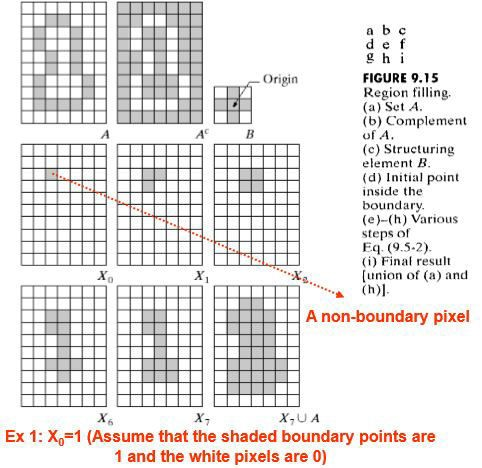 Origin
A
Aᶜ
B
X₀
X₁
X₂
A non-boundary pixel
X₆
X₇
X₇ ∪ A
a b c
d e f
g h i
FIGURE 9.15
Region filling.
(a) Set A.
(b) Complement
of A.
(c) Structuring
element B.
(d) Initial point
inside the
boundary.
(e)–(h) Various
steps of
Eq. (9.5-2).
(i) Final result
[union of (a) and
(h)].
Ex 1: X₀=1 (Assume that the shaded boundary points are
1 and the white pixels are 0)